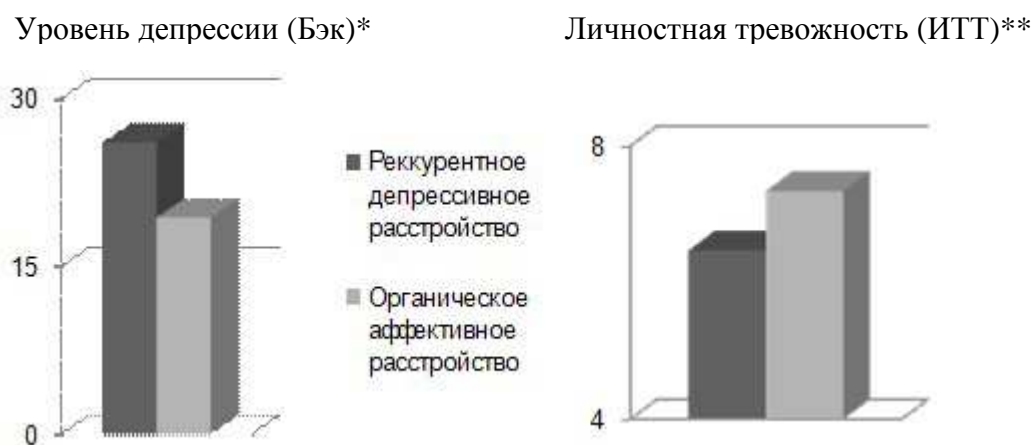 Уровень депрессии (Бэк)*
Личностная тревожность (ИТТ)**
30
15
0
Реккурентное
депрессивное
расстройство
Органическое
аффективное
расстройство
8
4